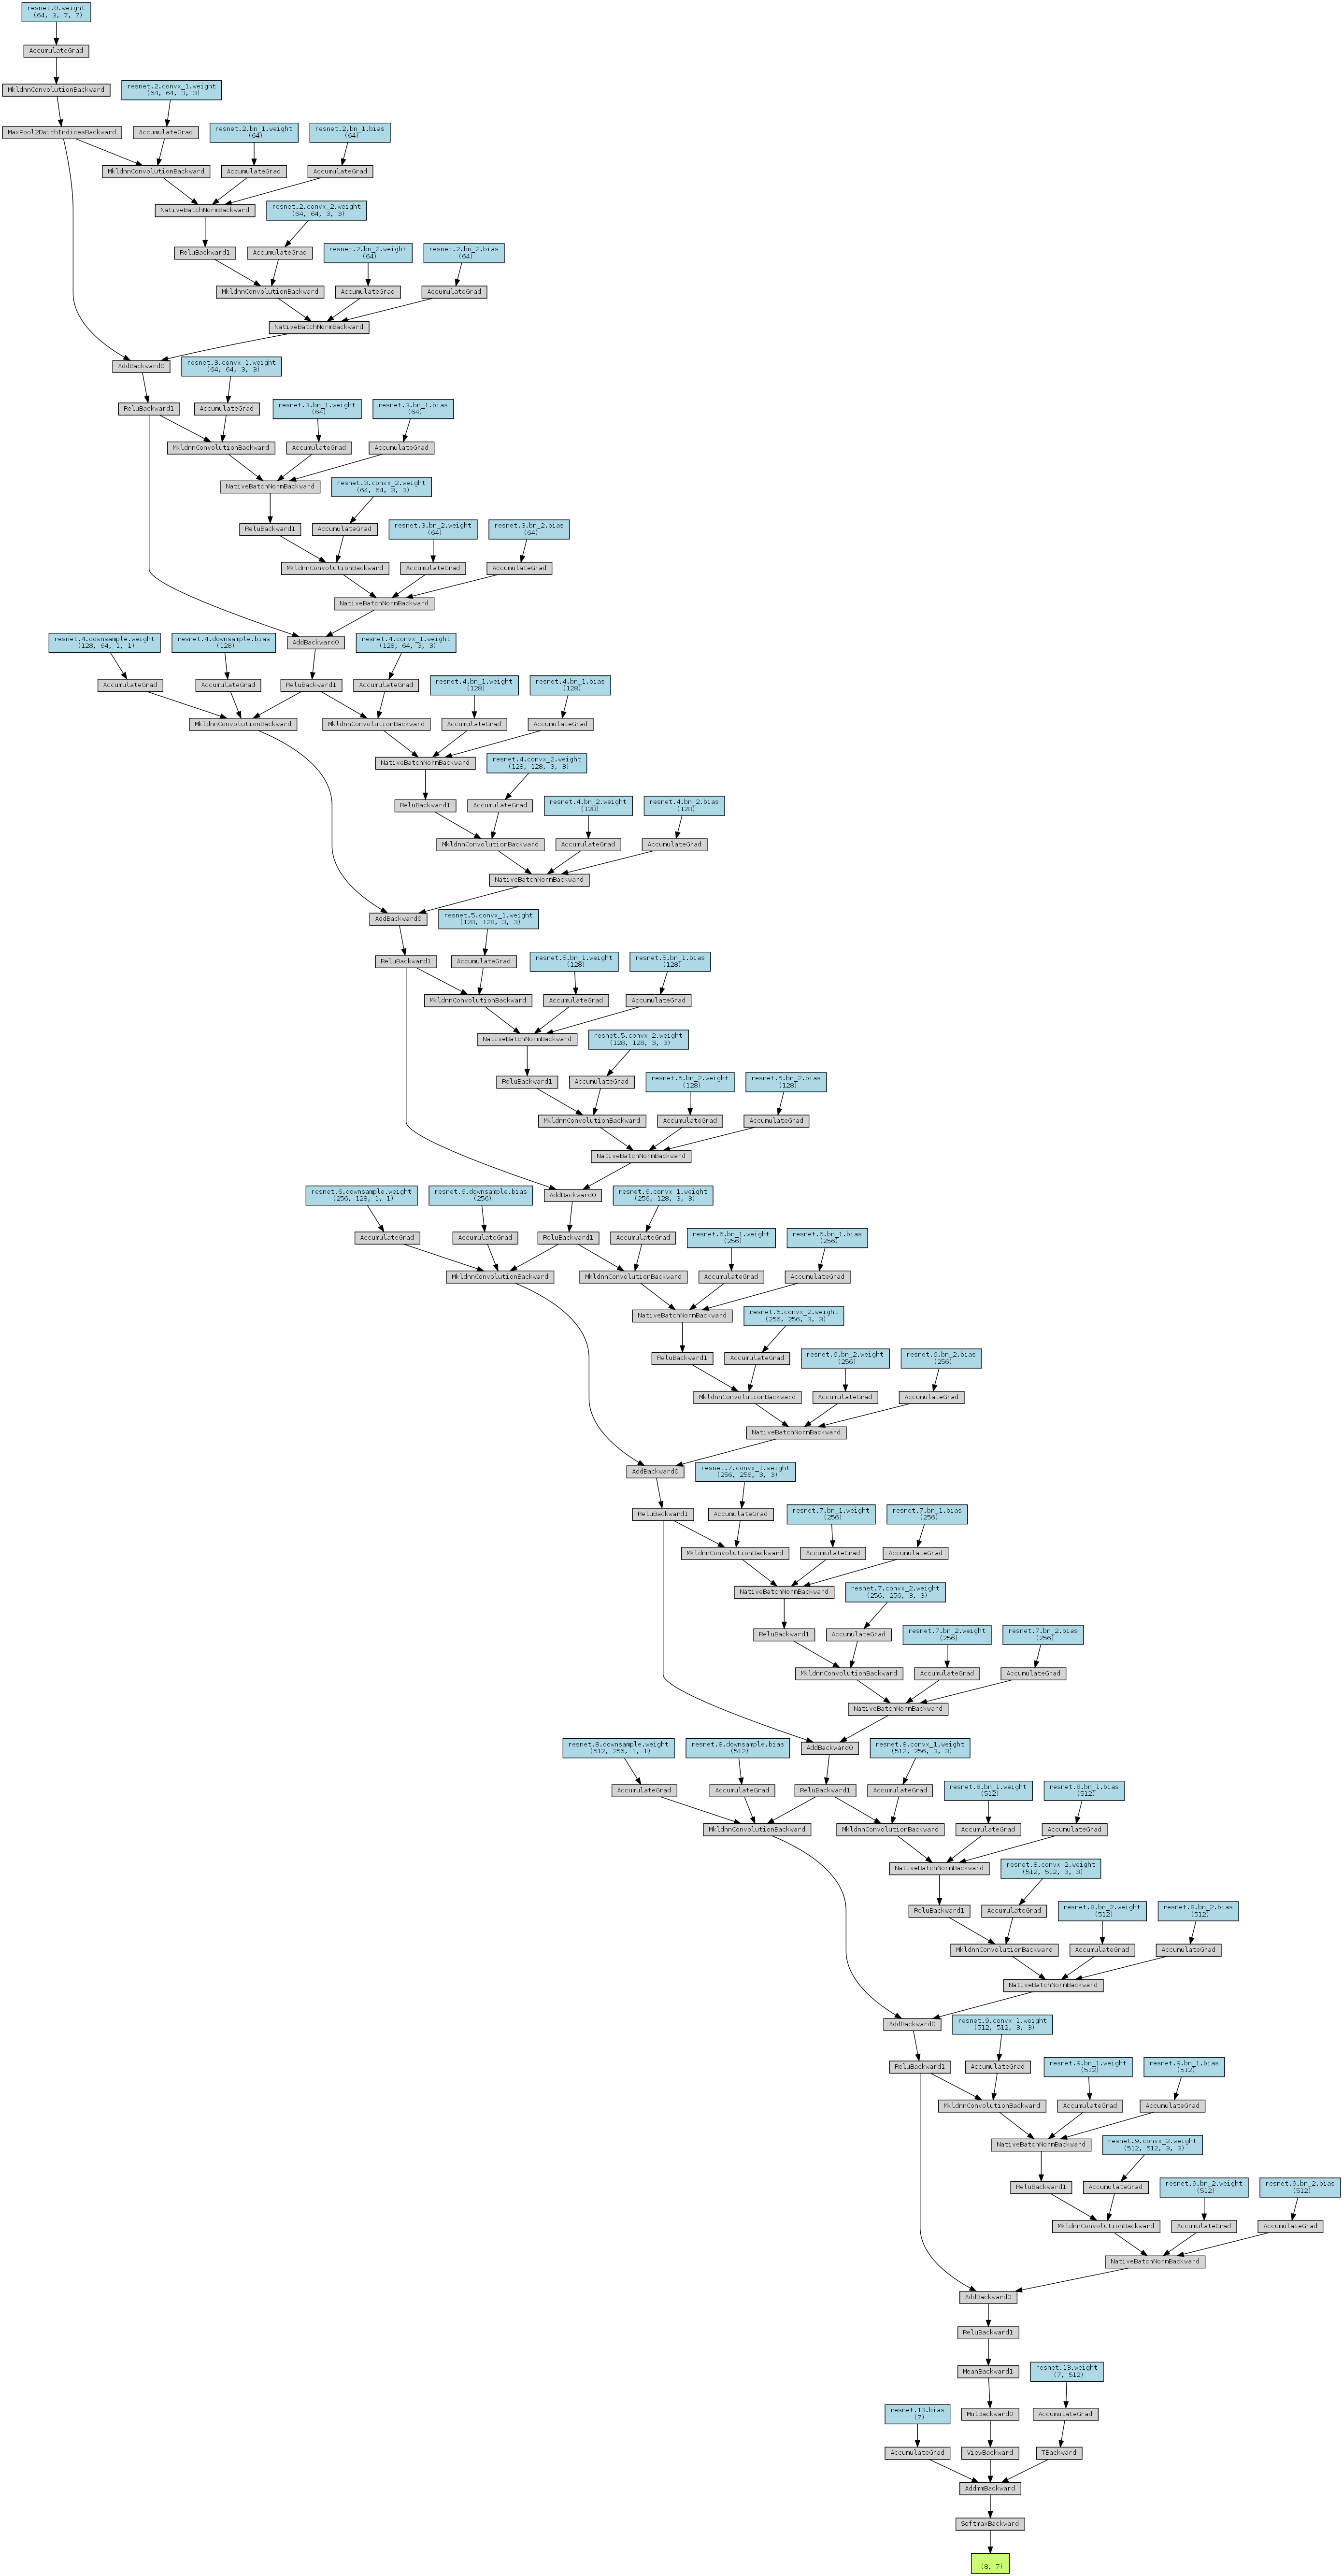 resnet.0.weight
(64, 3, 7, 7)
AccumulateGrad
MkldnnConvolutionBackward
resnet.2.convx_1.weight
(64, 64, 3, 3)
MaxPool2DWithIndicesBackward
AccumulateGrad
resnet.2.bn_1.weight
(64)
resnet.2.bn_1.bias
(64)
MkldnnConvolutionBackward
AccumulateGrad
AccumulateGrad
NativeBatchNormBackward
resnet.2.convx_2.weight
(64, 64, 3, 3)
ReluBackward1
AccumulateGrad
resnet.2.bn_2.weight
(64)
resnet.2.bn_2.bias
(64)
MkldnnConvolutionBackward
AccumulateGrad
AccumulateGrad
NativeBatchNormBackward
AddBackward0
resnet.3.convx_1.weight
(64, 64, 3, 3)
ReluBackward1
AccumulateGrad
resnet.3.bn_1.weight
(64)
resnet.3.bn_1.bias
(64)
MkldnnConvolutionBackward
AccumulateGrad
AccumulateGrad
NativeBatchNormBackward
resnet.3.convx_2.weight
(64, 64, 3, 3)
ReluBackward1
AccumulateGrad
resnet.3.bn_2.weight
(64)
resnet.3.bn_2.bias
(64)
MkldnnConvolutionBackward
AccumulateGrad
AccumulateGrad
NativeBatchNormBackward
resnet.4.downsample.weight
(128, 64, 1, 1)
resnet.4.downsample.bias
(128)
AddBackward0
resnet.4.convx_1.weight
(128, 64, 3, 3)
AccumulateGrad
AccumulateGrad
ReluBackward1
AccumulateGrad
resnet.4.bn_1.weight
(128)
resnet.4.bn_1.bias
(128)
MkldnnConvolutionBackward
MkldnnConvolutionBackward
AccumulateGrad
AccumulateGrad
NativeBatchNormBackward
resnet.4.convx_2.weight
(128, 128, 3, 3)
ReluBackward1
AccumulateGrad
resnet.4.bn_2.weight
(128)
resnet.4.bn_2.bias
(128)
MkldnnConvolutionBackward
AccumulateGrad
AccumulateGrad
NativeBatchNormBackward
AddBackward0
resnet.5.convx_1.weight
(128, 128, 3, 3)
ReluBackward1
AccumulateGrad
resnet.5.bn_1.weight
(128)
resnet.5.bn_1.bias
(128)
MkldnnConvolutionBackward
AccumulateGrad
AccumulateGrad
NativeBatchNormBackward
resnet.5.convx_2.weight
(128, 128, 3, 3)
ReluBackward1
AccumulateGrad
resnet.5.bn_2.weight
(128)
resnet.5.bn_2.bias
(128)
MkldnnConvolutionBackward
AccumulateGrad
AccumulateGrad
NativeBatchNormBackward
resnet.6.downsample.weight
(256, 128, 1, 1)
resnet.6.downsample.bias
(256)
AddBackward0
resnet.6.convx_1.weight
(256, 128, 3, 3)
AccumulateGrad
AccumulateGrad
ReluBackward1
AccumulateGrad
resnet.6.bn_1.weight
(256)
resnet.6.bn_1.bias
(256)
MkldnnConvolutionBackward
MkldnnConvolutionBackward
AccumulateGrad
AccumulateGrad
NativeBatchNormBackward
resnet.6.convx_2.weight
(256, 256, 3, 3)
ReluBackward1
AccumulateGrad
resnet.6.bn_2.weight
(256)
resnet.6.bn_2.bias
(256)
MkldnnConvolutionBackward
AccumulateGrad
AccumulateGrad
NativeBatchNormBackward
AddBackward0
resnet.7.convx_1.weight
(256, 256, 3, 3)
ReluBackward1
AccumulateGrad
resnet.7.bn_1.weight
(256)
resnet.7.bn_1.bias
(256)
MkldnnConvolutionBackward
AccumulateGrad
AccumulateGrad
NativeBatchNormBackward
resnet.7.convx_2.weight
(256, 256, 3, 3)
ReluBackward1
AccumulateGrad
resnet.7.bn_2.weight
(256)
resnet.7.bn_2.bias
(256)
MkldnnConvolutionBackward
AccumulateGrad
AccumulateGrad
NativeBatchNormBackward
resnet.8.downsample.weight
(512, 256, 1, 1)
resnet.8.downsample.bias
(512)
AddBackward0
resnet.8.convx_1.weight
(512, 256, 3, 3)
AccumulateGrad
AccumulateGrad
ReluBackward1
AccumulateGrad
resnet.8.bn_1.weight
(512)
resnet.8.bn_1.bias
(512)
MkldnnConvolutionBackward
MkldnnConvolutionBackward
AccumulateGrad
AccumulateGrad
NativeBatchNormBackward
resnet.8.convx_2.weight
(512, 512, 3, 3)
ReluBackward1
AccumulateGrad
resnet.8.bn_2.weight
(512)
resnet.8.bn_2.bias
(512)
MkldnnConvolutionBackward
AccumulateGrad
AccumulateGrad
NativeBatchNormBackward
AddBackward0
resnet.9.convx_1.weight
(512, 512, 3, 3)
ReluBackward1
AccumulateGrad
resnet.9.bn_1.weight
(512)
resnet.9.bn_1.bias
(512)
MkldnnConvolutionBackward
AccumulateGrad
AccumulateGrad
NativeBatchNormBackward
resnet.9.convx_2.weight
(512, 512, 3, 3)
ReluBackward1
AccumulateGrad
resnet.9.bn_2.weight
(512)
resnet.9.bn_2.bias
(512)
MkldnnConvolutionBackward
AccumulateGrad
AccumulateGrad
NativeBatchNormBackward
AddBackward0
ReluBackward1
MeanBackward1
resnet.13.weight
(7, 512)
resnet.13.bias
(7)
MulBackward0
AccumulateGrad
AccumulateGrad
ViewBackward
TBackward
AddmmBackward
SoftmaxBackward
(8, 7)